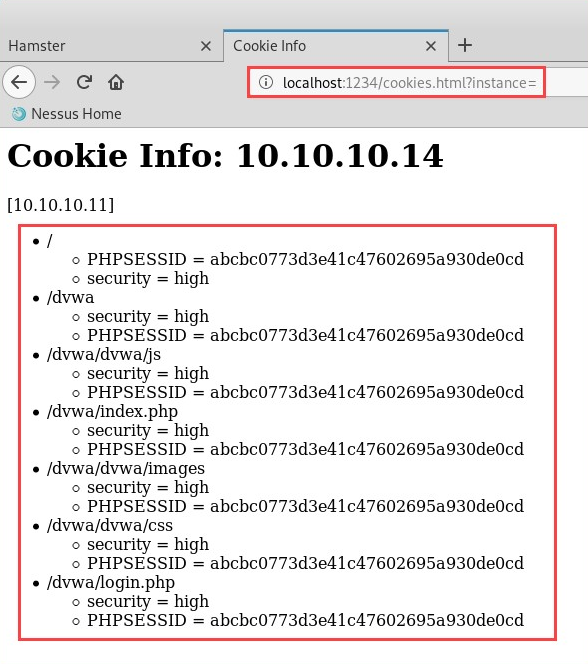 Hamster
Cookie Info
localhost:1234/cookies.html?instance=
Nessus Home
Cookie Info: 10.10.10.14
[10.10.10.11]
/
PHPSESSID = abcbc0773d3e41c47602695a930de0cd
security = high
/dvwa
security = high
PHPSESSID = abcbc0773d3e41c47602695a930de0cd
/dvwa/dvwa/js
security = high
PHPSESSID = abcbc0773d3e41c47602695a930de0cd
/dvwa/index.php
security = high
PHPSESSID = abcbc0773d3e41c47602695a930de0cd
/dvwa/dvwa/images
security = high
PHPSESSID = abcbc0773d3e41c47602695a930de0cd
/dvwa/dvwa/css
security = high
PHPSESSID = abcbc0773d3e41c47602695a930de0cd
/dvwa/login.php
security = high
PHPSESSID = abcbc0773d3e41c47602695a930de0cd